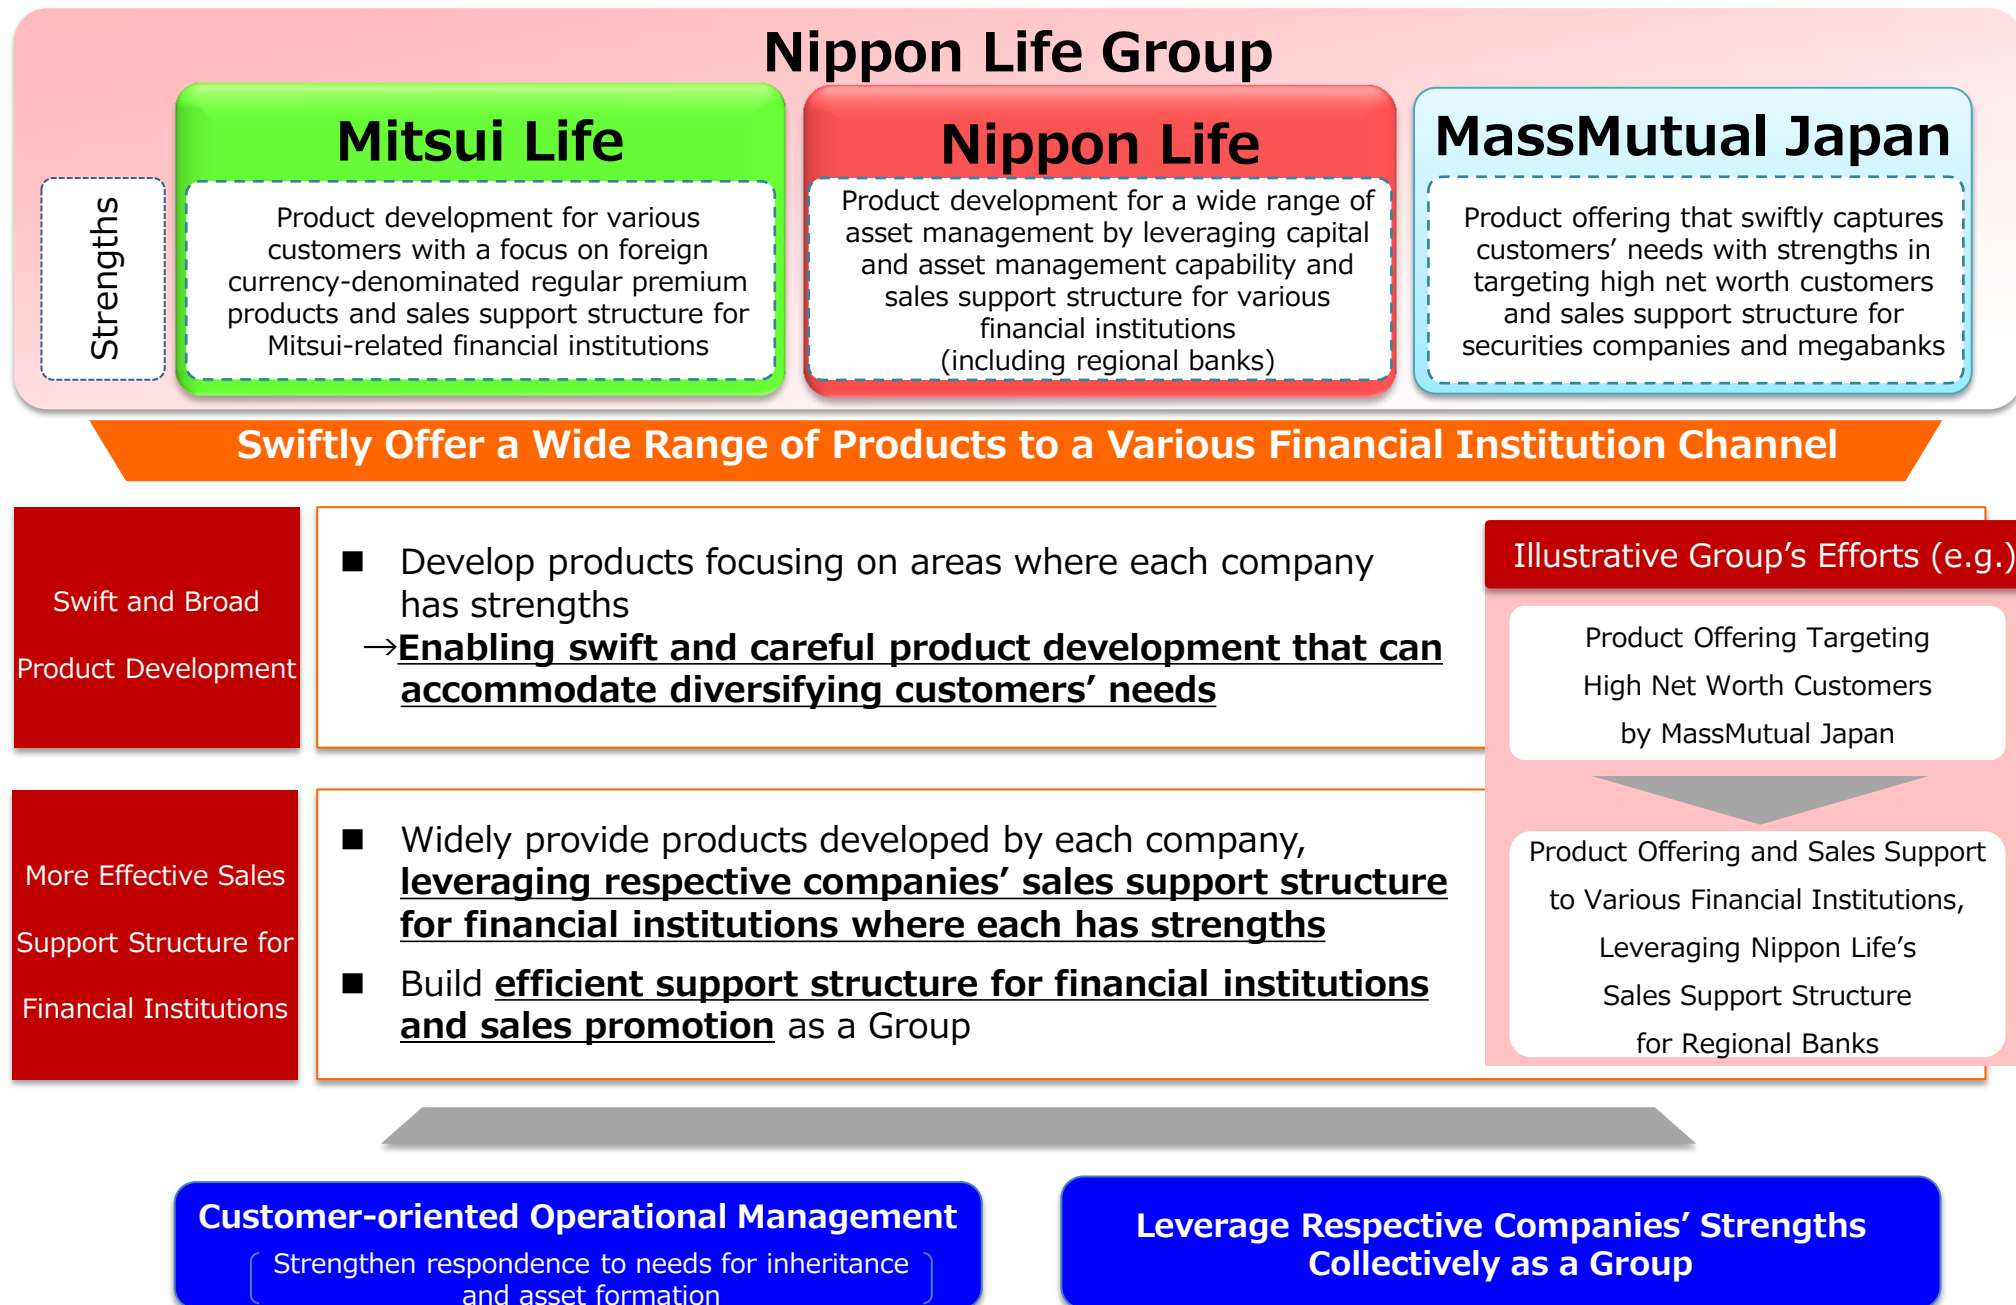 Nippon Life Group
Strengths
Mitsui Life
Product development for various
customers with a focus on foreign
currency-denominated regular premium
products and sales support structure for
Mitsui-related financial institutions
Nippon Life
Product development for a wide range of
asset management by leveraging capital
and asset management capability and
sales support structure for various
financial institutions
(including regional banks)
MassMutual Japan
Product offering that swiftly captures
customers’ needs with strengths in
targeting high net worth customers
and sales support structure for
securities companies and megabanks
Swiftly Offer a Wide Range of Products to a Various Financial Institution Channel
Swift and Broad
Product Development
■ Develop products focusing on areas where each company
has strengths
→Enabling swift and careful product development that can
accommodate diversifying customers’ needs
More Effective Sales
Support Structure for
Financial Institutions
■ Widely provide products developed by each company,
leveraging respective companies’ sales support structure
for financial institutions where each has strengths
■ Build efficient support structure for financial institutions
and sales promotion as a Group
Illustrative Group’s Efforts (e.g.)
Product Offering Targeting
High Net Worth Customers
by MassMutual Japan
Product Offering and Sales Support
to Various Financial Institutions,
Leveraging Nippon Life’s
Sales Support Structure
for Regional Banks
Customer-oriented Operational Management
Strengthen respondence to needs for inheritance
and asset formation
Leverage Respective Companies’ Strengths
Collectively as a Group